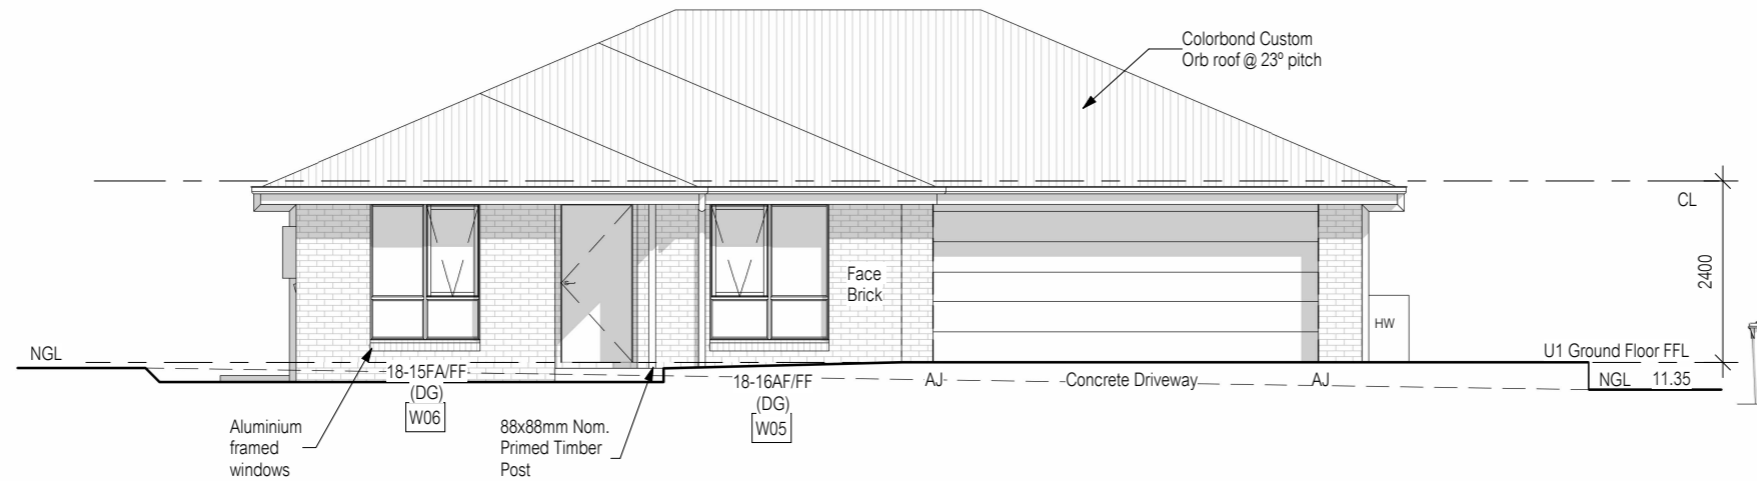 Colorbond Custom
Orb roof @ 23º pitch
CL
2400
Face
Brick
HW
NGL
U1 Ground Floor FFL
NGL 11.35
18-15FA/FF
(DG)
W06
18-16AF/FF
(DG)
W05
AJ
Concrete Driveway
AJ
Aluminium
framed
windows
88x88mm Nom.
Primed Timber
Post